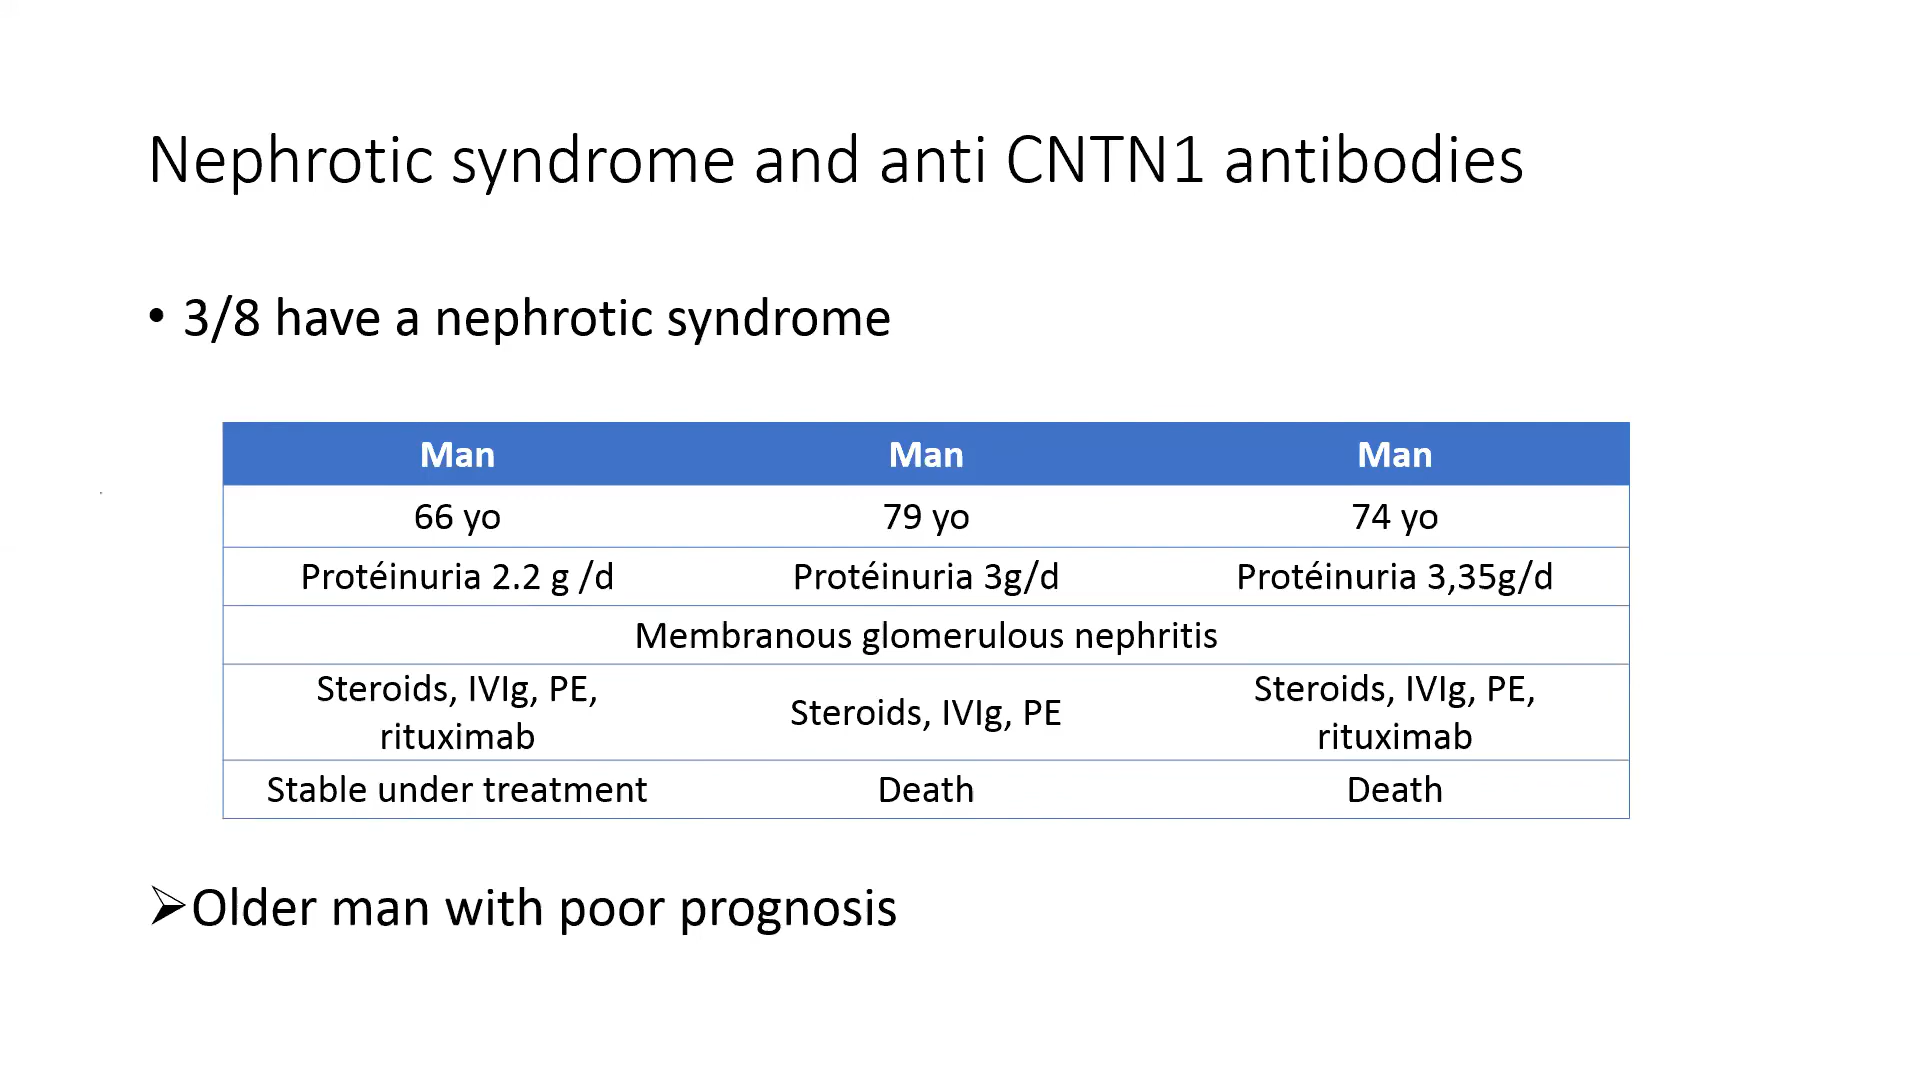 Nephrotic syndrome and anti CNTN1 antibodies
• 3/8 have a nephrotic syndrome
Man Man Man
66 yo 79 yo 74 yo
Protéinuria 2.2 g /d Protéinuria 3g/d Protéinuria 3,35g/d
Membranous glomerulous nephritis
Steroids, IVIg, PE,
rituximab
Steroids, IVIg, PE
Steroids, IVIg, PE,
rituximab
Stable under treatment Death Death
➢Older man with poor prognosis